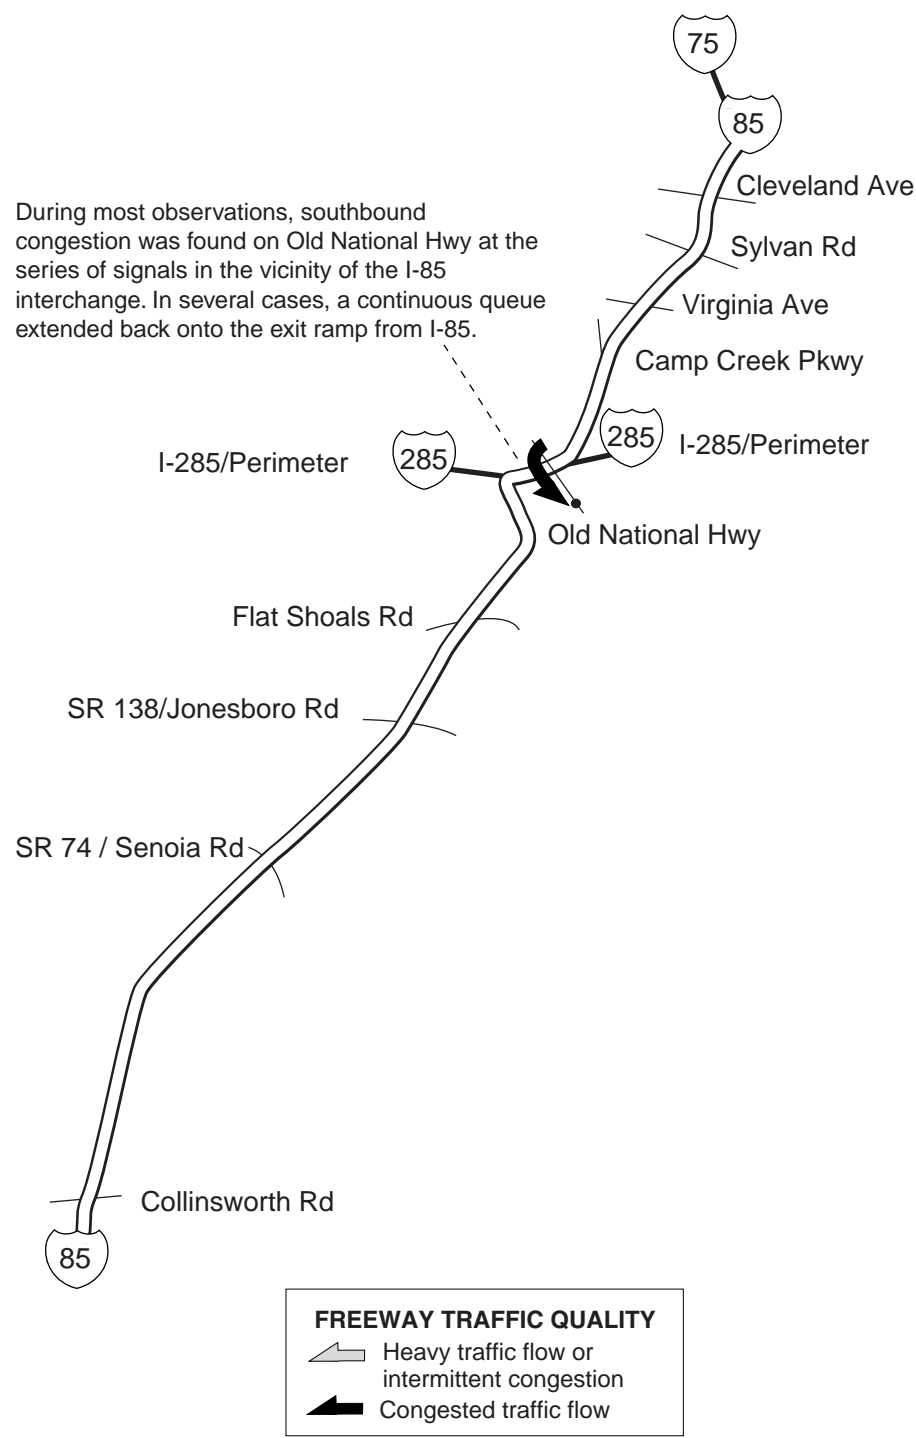 75
85
Cleveland Ave
During most observations, southbound
congestion was found on Old National Hwy at the
series of signals in the vicinity of the I-85
interchange. In several cases, a continuous queue
extended back onto the exit ramp from I-85.
Sylvan Rd
Virginia Ave
Camp Creek Pkwy
I-285/Perimeter
285
285
I-285/Perimeter
Old National Hwy
Flat Shoals Rd
SR 138/Jonesboro Rd
SR 74 / Senoia Rd
Collinsworth Rd
85
FREEWAY TRAFFIC QUALITY
Heavy traffic flow or
intermittent congestion
Congested traffic flow